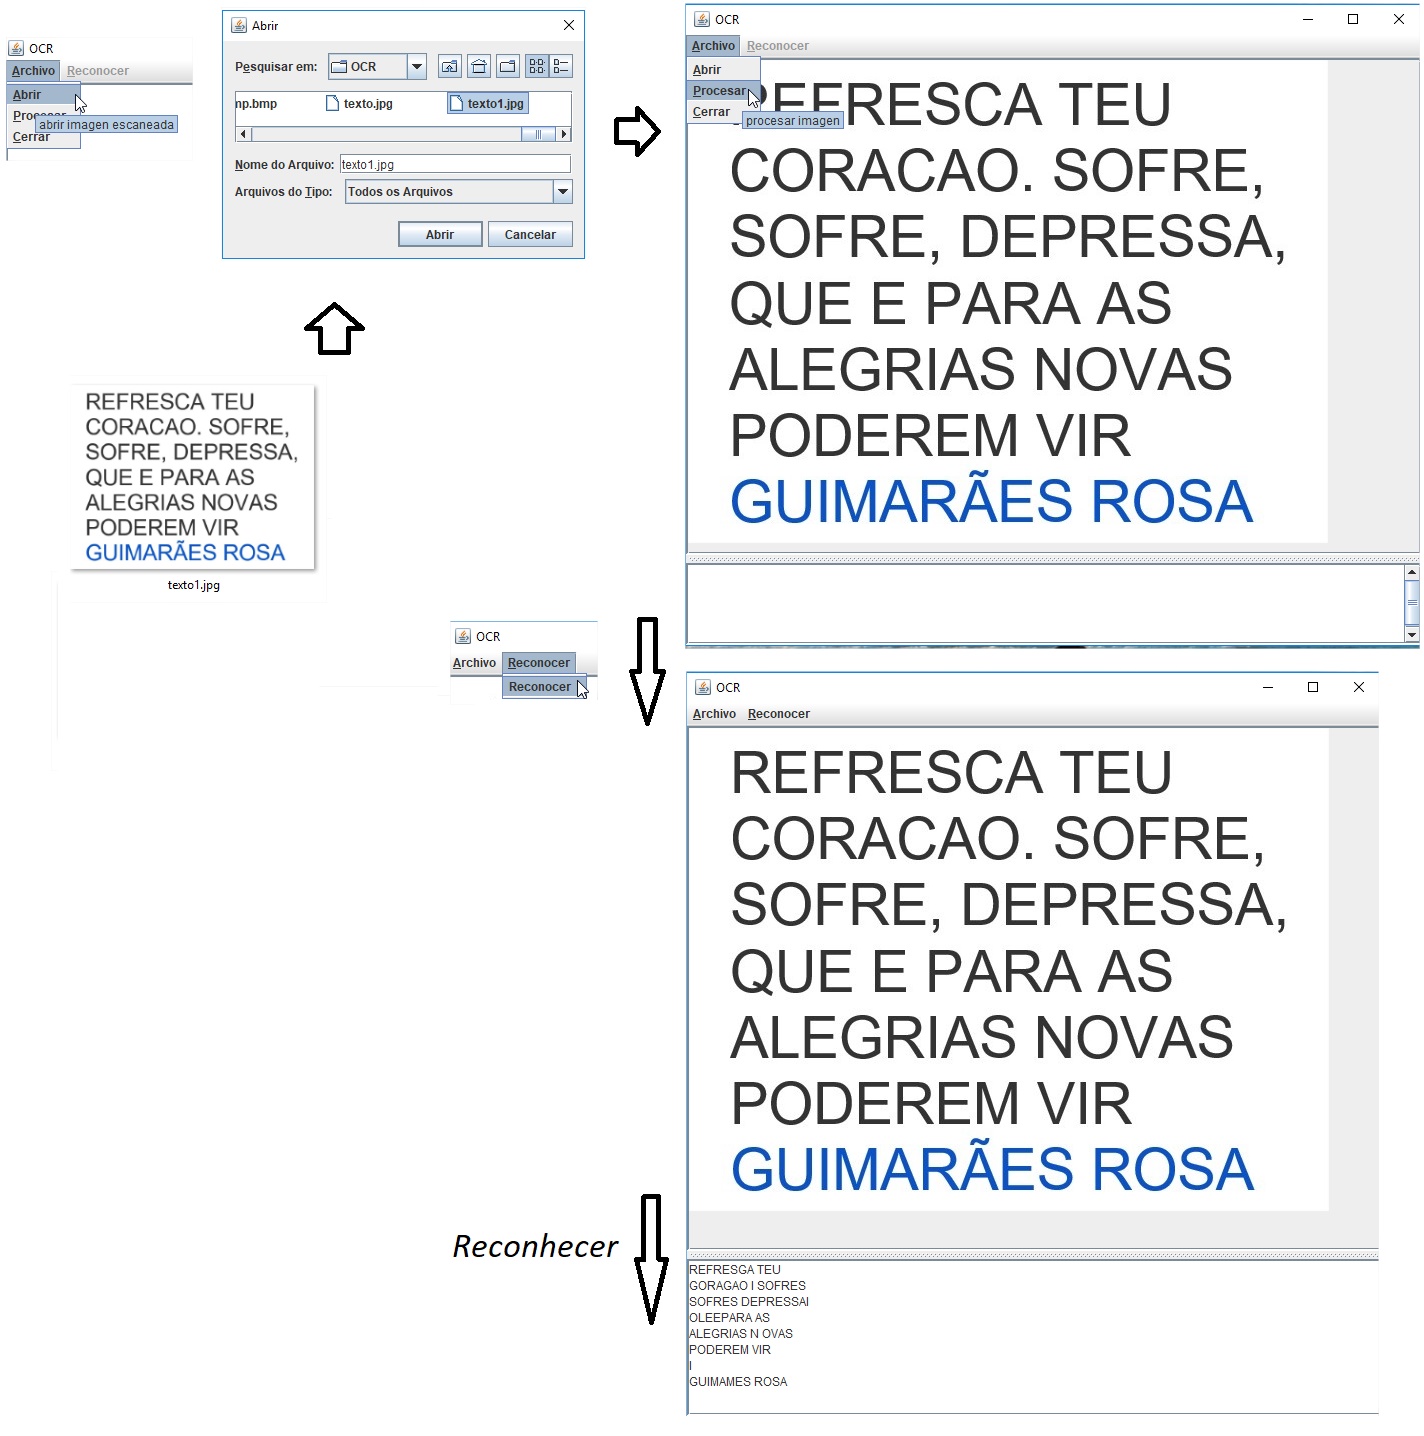 OCR
Archivo Reconocer
Abrir
Procesar
abrir imagen escaneada
Cerrar
Abrir
Pesquisar em: OCR
np.bmp texto.jpg texto1.jpg
Nome do Arquivo: texto1.jpg
Arquivos do Tipo: Todos os Arquivos
Abrir Cancelar
OCR
Archivo Reconocer
Abrir
Procesar
Cerrar
procesar imagen
REFRESCA TEU
CORACAO. SOFRE,
SOFRE, DEPRESSA,
QUE E PARA AS
ALEGRIAS NOVAS
PODEREM VIR
GUIMARÃES ROSA
REFRESCA TEU
CORACAO. SOFRE,
SOFRE, DEPRESSA,
QUE E PARA AS
ALEGRIAS NOVAS
PODEREM VIR
GUIMARÃES ROSA
texto1.jpg
OCR
Archivo Reconocer
Reconocer
OCR
Archivo Reconocer
REFRESCA TEU
CORACAO. SOFRE,
SOFRE, DEPRESSA,
QUE E PARA AS
ALEGRIAS NOVAS
PODEREM VIR
GUIMARÃES ROSA
Reconhecer
REFRESGA TEU
GORAGAO I SOFRES
SOFRES DEPRESSAI
OLEEPARA AS
ALEGRIAS N OVAS
PODEREM VIR
I
GUIMAMES ROSA